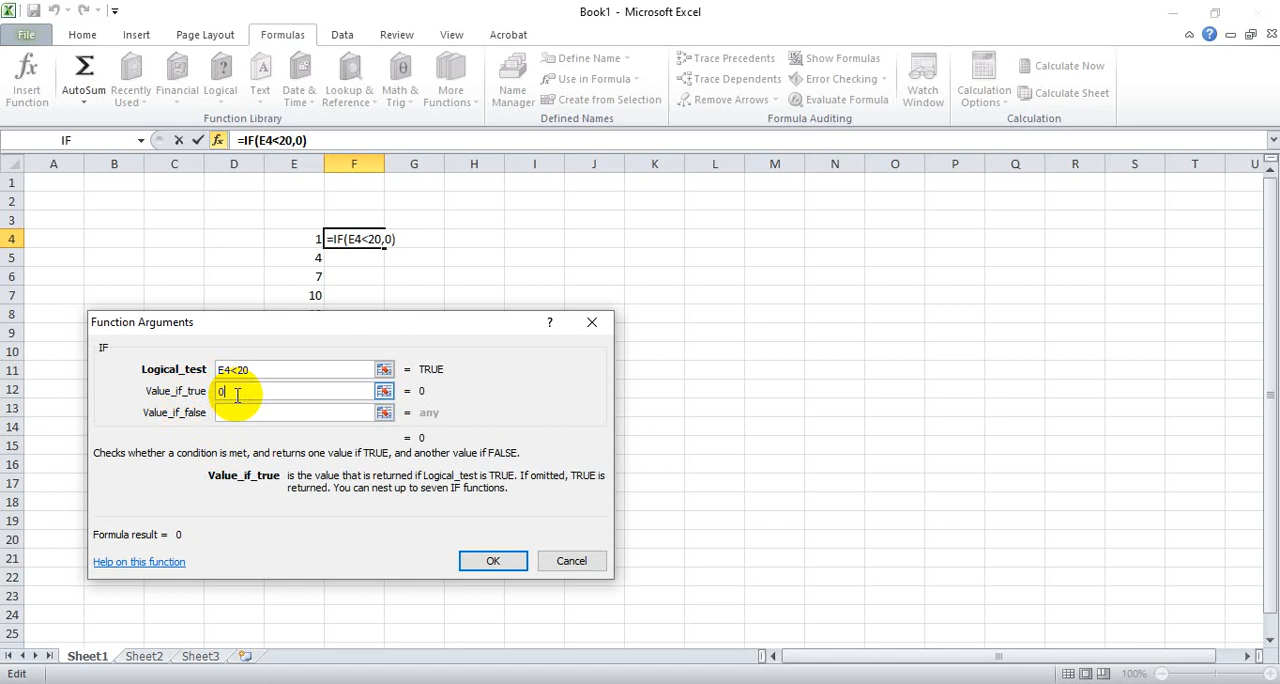 Book1 - Microsoft Excel
File Home Insert Page Layout Formulas Data Review View Acrobat
fx Insert Function
Σ AutoSum
Recently Used
Financial
Logical
Text
Date & Time
Lookup & Reference
Math & Trig
More Functions
Function Library
Name Manager
Define Name
Use in Formula
Create from Selection
Defined Names
Trace Precedents
Trace Dependents
Remove Arrows
Show Formulas
Error Checking
Evaluate Formula
Formula Auditing
Watch Window
Calculation Options
Calculate Now
Calculate Sheet
Calculation
IF fx =IF(E4<20,0)
A B C D E F G H I J K L M N O P Q R S T U
1
2
3
4 1 =IF(E4<20,0)
5 4
6 7
7 10
8
9
10
11
12
13
14
15
16
17
18
19
20
21
22
23
24
25
Function Arguments ?
IF
Logical_test E4<20 = TRUE
Value_if_true 0 = 0
Value_if_false = any
= 0
Checks whether a condition is met, and returns one value if TRUE, and another value if FALSE.
Value_if_true is the value that is returned if Logical_test is TRUE. If omitted, TRUE is
returned. You can nest up to seven IF functions.
Formula result = 0
Help on this function OK Cancel
Sheet1 Sheet2 Sheet3
Edit 100%